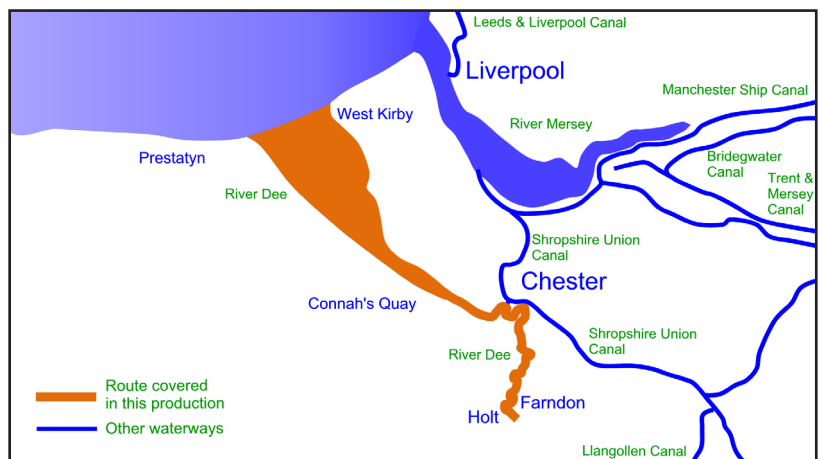 Leeds & Liverpool Canal
Liverpool
Manchester Ship Canal
West Kirby
River Mersey
Prestatyn
Bridegwater
Canal
Trent &
Mersey
Canal
River Dee
Shropshire Union
Canal
Chester
Connah's Quay
Shropshire Union
Canal
River Dee
Route covered
in this production
Farndon
Holt
Other waterways
Llangollen Canal